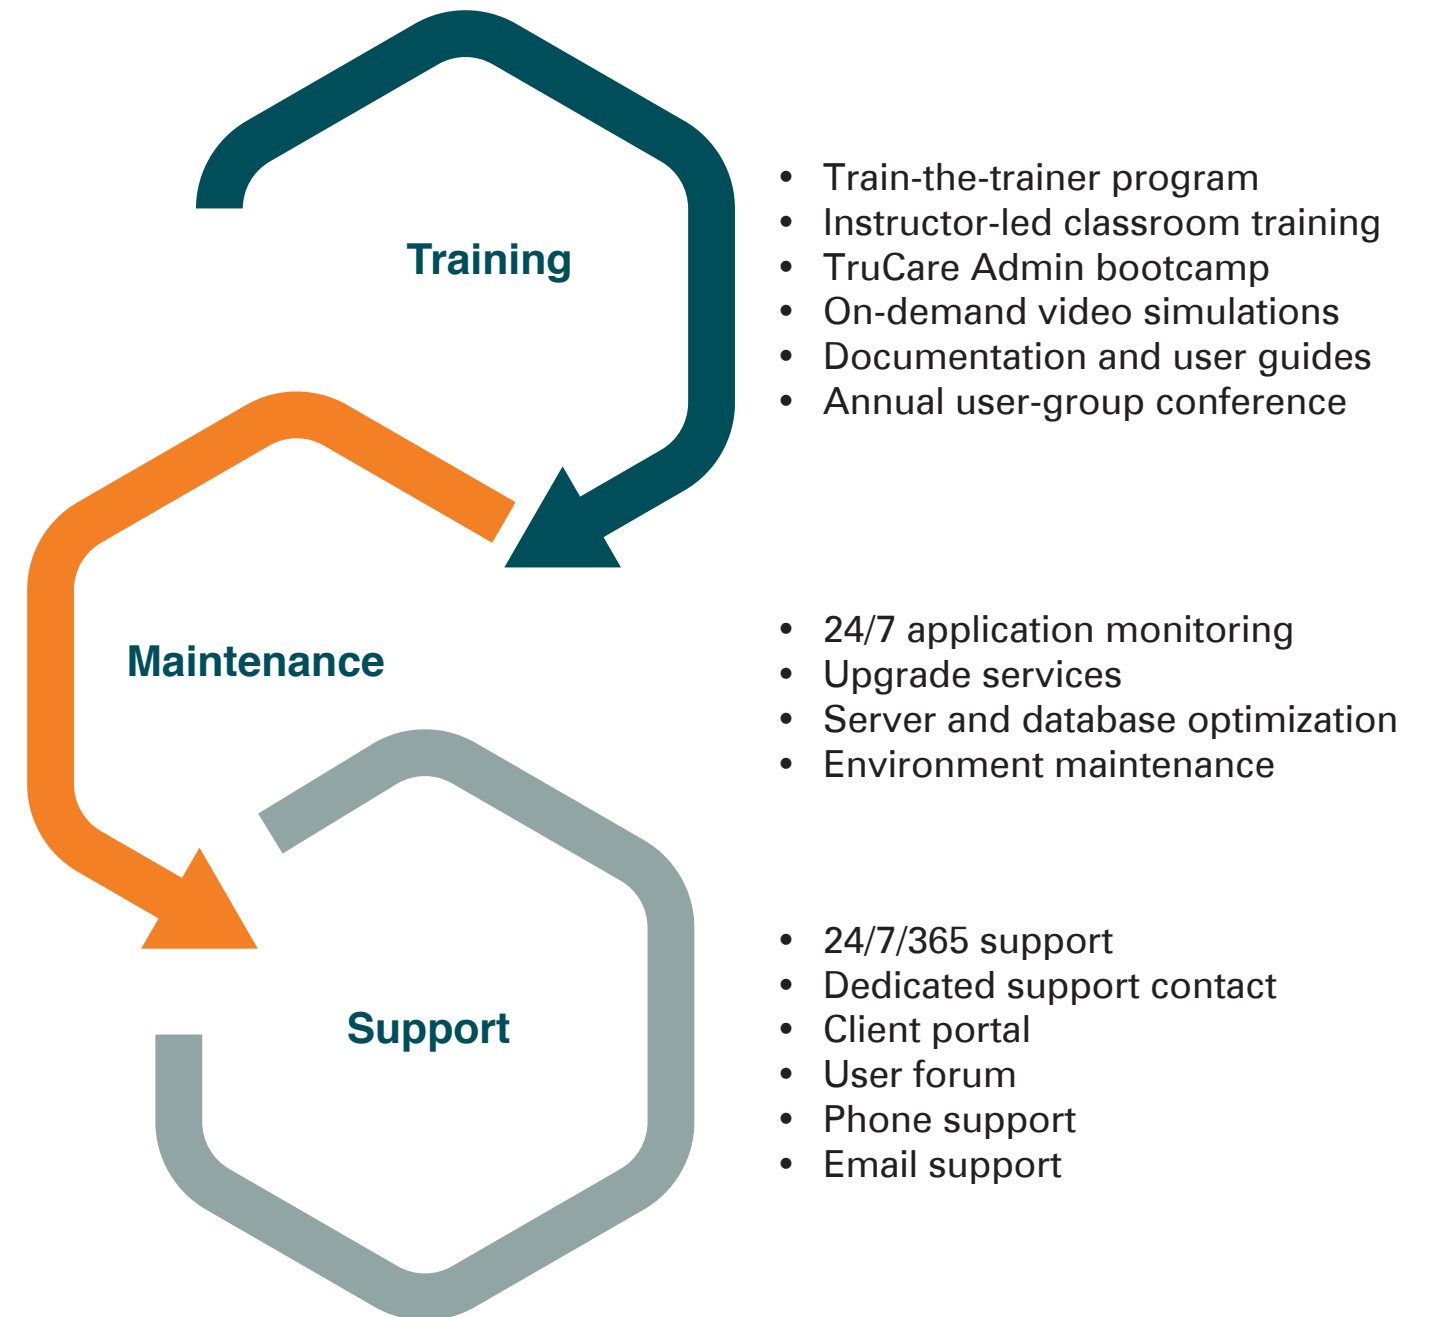 Training
• Train-the-trainer program
• Instructor-led classroom training
• TruCare Admin bootcamp
• On-demand video simulations
• Documentation and user guides
• Annual user-group conference
Maintenance
• 24/7 application monitoring
• Upgrade services
• Server and database optimization
• Environment maintenance
Support
• 24/7/365 support
• Dedicated support contact
• Client portal
• User forum
• Phone support
• Email support